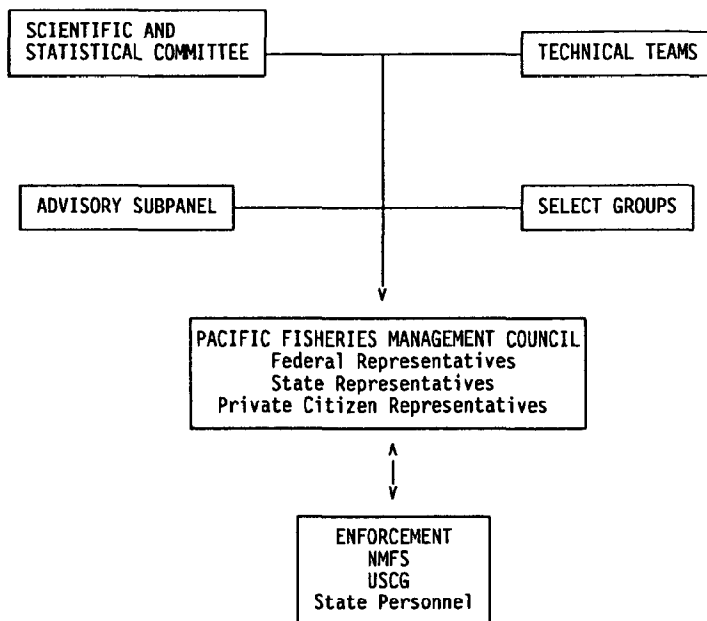 SCIENTIFIC AND
STATISTICAL COMMITTEE
TECHNICAL TEAMS
ADVISORY SUBPANEL
SELECT GROUPS
PACIFIC FISHERIES MANAGEMENT COUNCIL
Federal Representatives
State Representatives
Private Citizen Representatives
ENFORCEMENT
NMFS
USCG
State Personnel